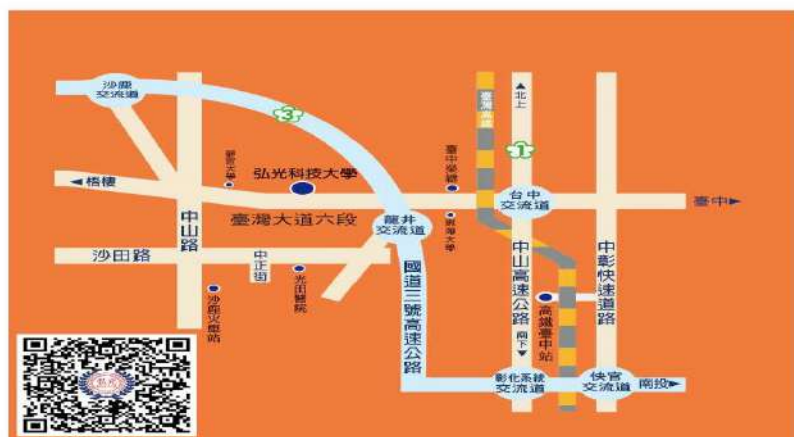 沙鹿
交流道
3
臺灣高鐵
▲北上
1
靜宜大學
弘光科技大學
臺中榮總
◀梧棲
台中
交流道
臺中▶
中山路
臺灣大道六段
龍井
交流道
東海大學
沙田路
中正街
光田醫院
沙鹿火車站
國道三號高速公路
中山高速公路
南下▼
高鐵臺中站
中彰快速道路
彰化系統
交流道
快官
交流道
南投▶
弘光